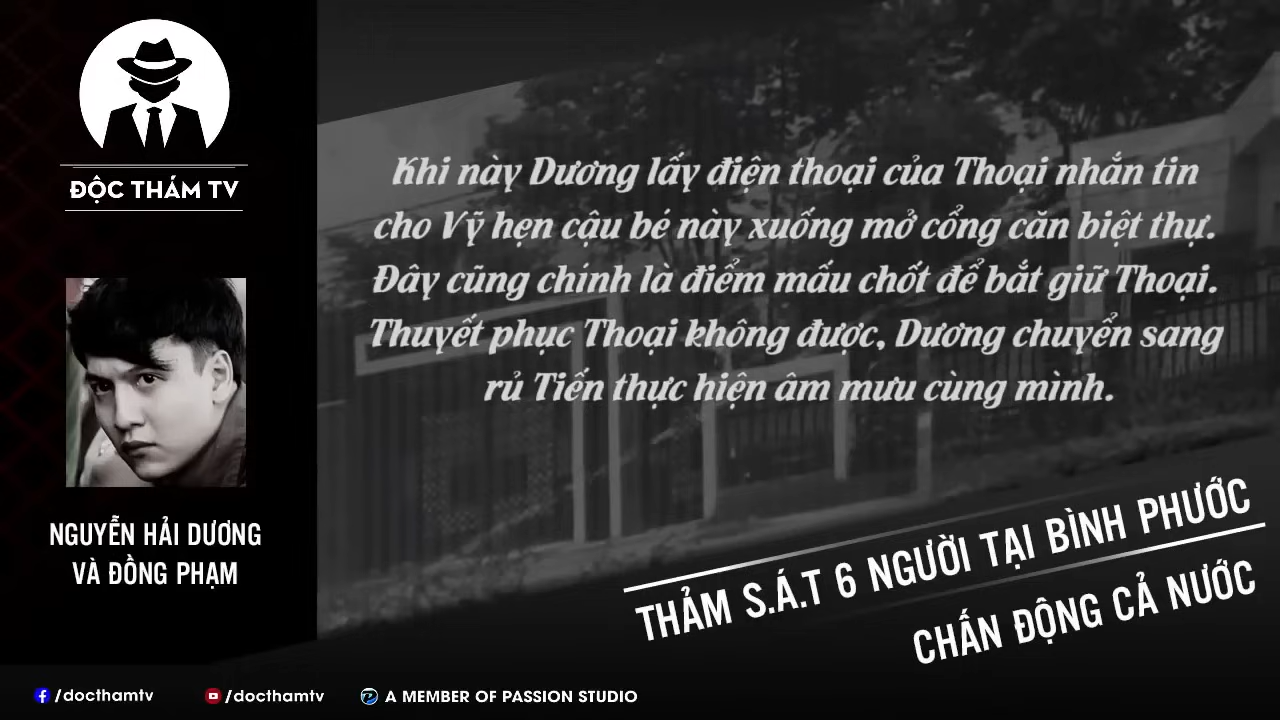 ĐỘC THÁM TV
Khi này Dương lấy điện thoại của Thoại nhắn tin
cho Vỹ hẹn cậu bé này xuống mở cổng căn biệt thự.
Đây cũng chính là điểm mấu chốt để bắt giữ Thoại.
Thuyết phục Thoại không được, Dương chuyển sang
rủ Tiến thực hiện âm mưu cùng mình.
NGUYỄN HẢI DƯƠNG
VÀ ĐỒNG PHẠM
THẢM S.Á.T 6 NGƯỜI TẠI BÌNH PHƯỚC
CHẤN ĐỘNG CẢ NƯỚC
/docthamtv
/docthamtv
A MEMBER OF PASSION STUDIO